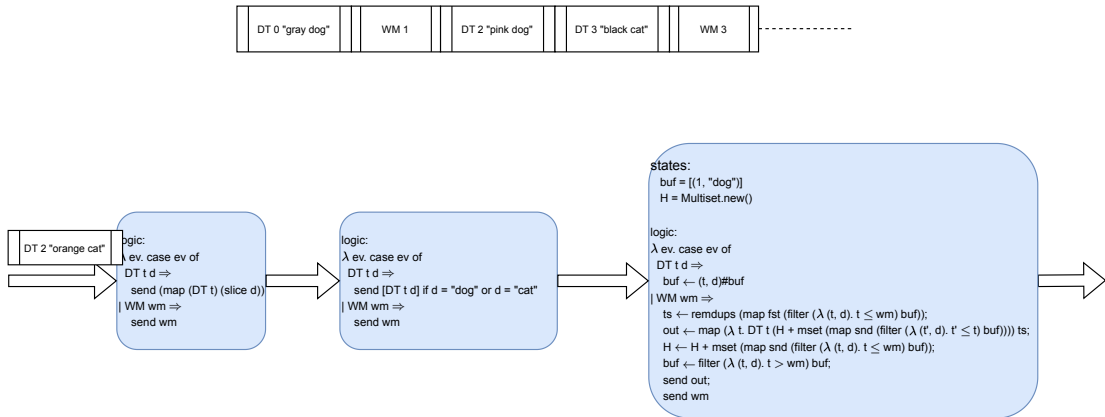 DT 0 "gray dog"
WM 1
DT 2 "pink dog"
DT 3 "black cat"
WM 3
DT 2 "orange cat"
logic:
λ ev. case ev of
DT t d ⇒
send (map (DT t) (slice d))
| WM wm ⇒
send wm
logic:
λ ev. case ev of
DT t d ⇒
send [DT t d] if d = "dog" or d = "cat"
| WM wm ⇒
send wm
states:
buf = [(1, "dog")]
H = Multiset.new()
logic:
λ ev. case ev of
DT t d ⇒
buf ← (t, d)#buf
| WM wm ⇒
ts ← remdups (map fst (filter (λ (t, d). t ≤ wm) buf));
out ← map (λ t. DT t (H + mset (map snd (filter (λ (t', d). t' ≤ t) buf)))) ts;
H ← H + mset (map snd (filter (λ (t, d). t ≤ wm) buf));
buf ← filter (λ (t, d). t > wm) buf;
send out;
send wm